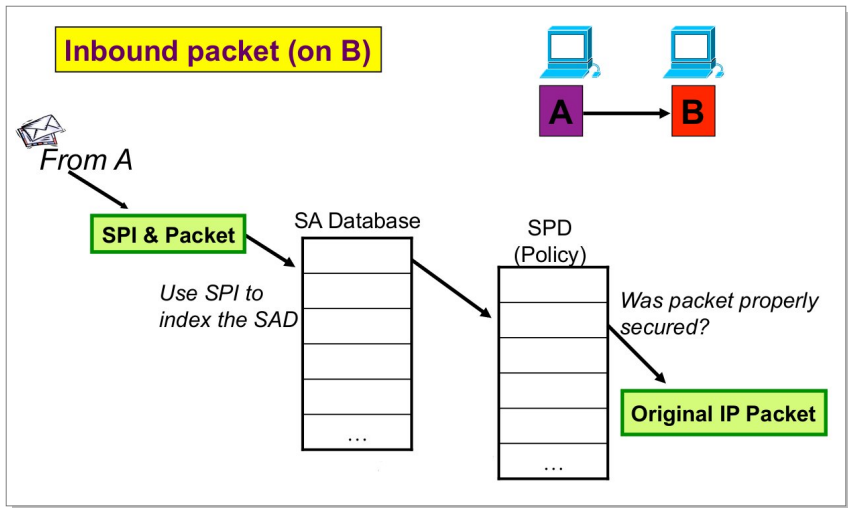 Inbound packet (on B)
A
B
From A
SPI & Packet
SA Database
SPD
(Policy)
Use SPI to
index the SAD
Was packet properly
secured?
Original IP Packet
...
...